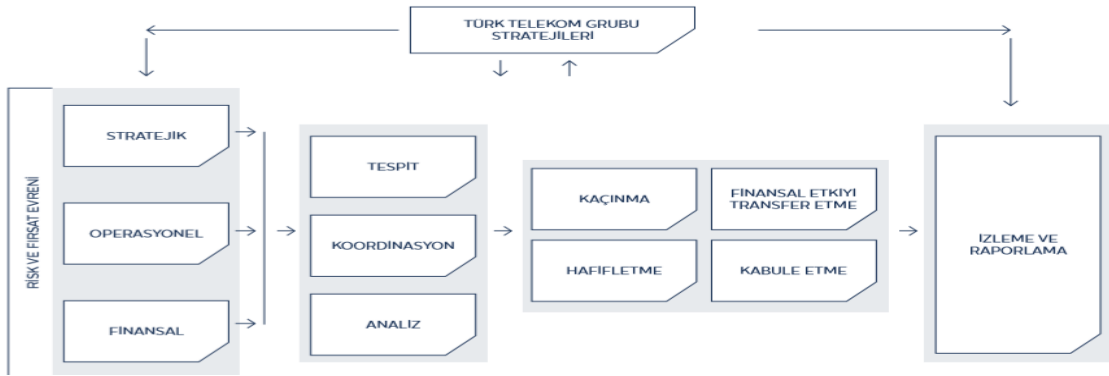 TÜRK TELEKOM GRUBU
STRATEJİLERİ
RİSK VE FIRSAT EVRENİ
STRATEJİK
OPERASYONEL
FİNANSAL
TESPİT
KOORDİNASYON
ANALİZ
KAÇINMA
FİNANSAL ETKİYİ
TRANSFER ETME
HAFİFLETME
KABULE ETME
İZLEME VE
RAPORLAMA